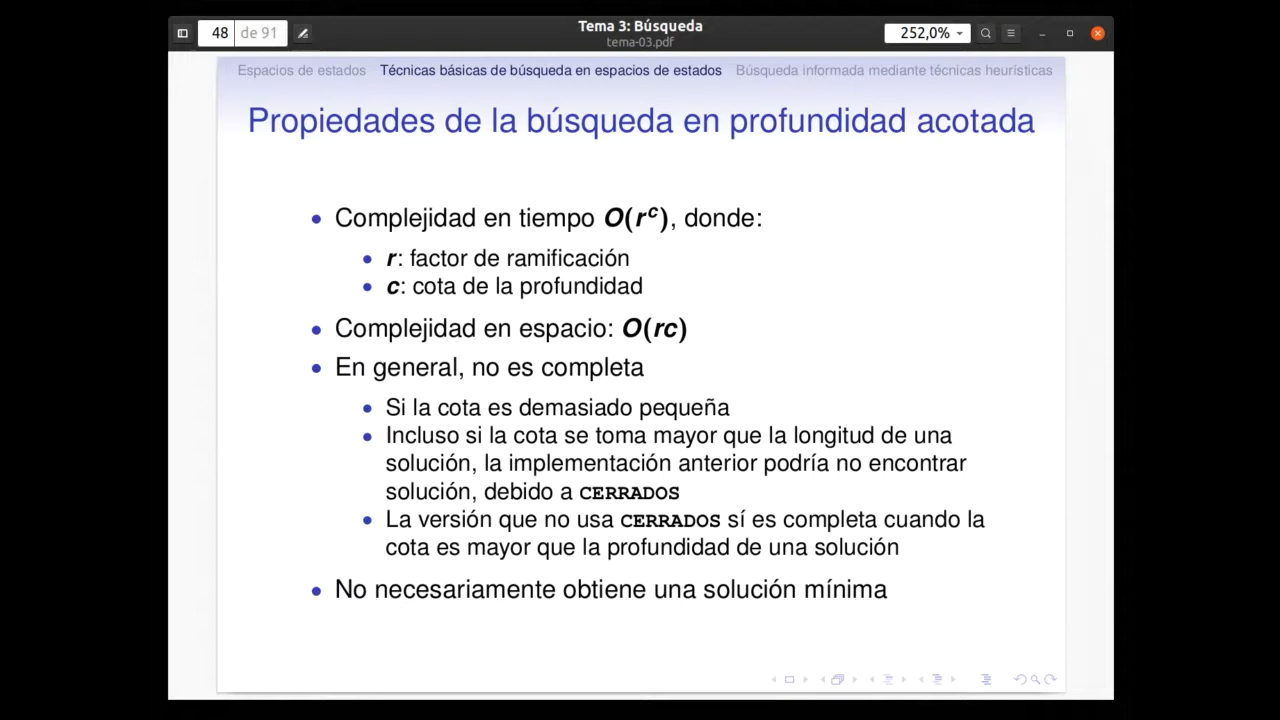 48 de 91
Tema 3: Búsqueda
tema-03.pdf
252,0%
Espacios de estados Técnicas básicas de búsqueda en espacios de estados Búsqueda informada mediante técnicas heurísticas
Propiedades de la búsqueda en profundidad acotada
• Complejidad en tiempo O(r^c), donde:
• r: factor de ramificación
• c: cota de la profundidad
• Complejidad en espacio: O(rc)
• En general, no es completa
• Si la cota es demasiado pequeña
• Incluso si la cota se toma mayor que la longitud de una
solución, la implementación anterior podría no encontrar
solución, debido a CERRADOS
• La versión que no usa CERRADOS sí es completa cuando la
cota es mayor que la profundidad de una solución
• No necesariamente obtiene una solución mínima